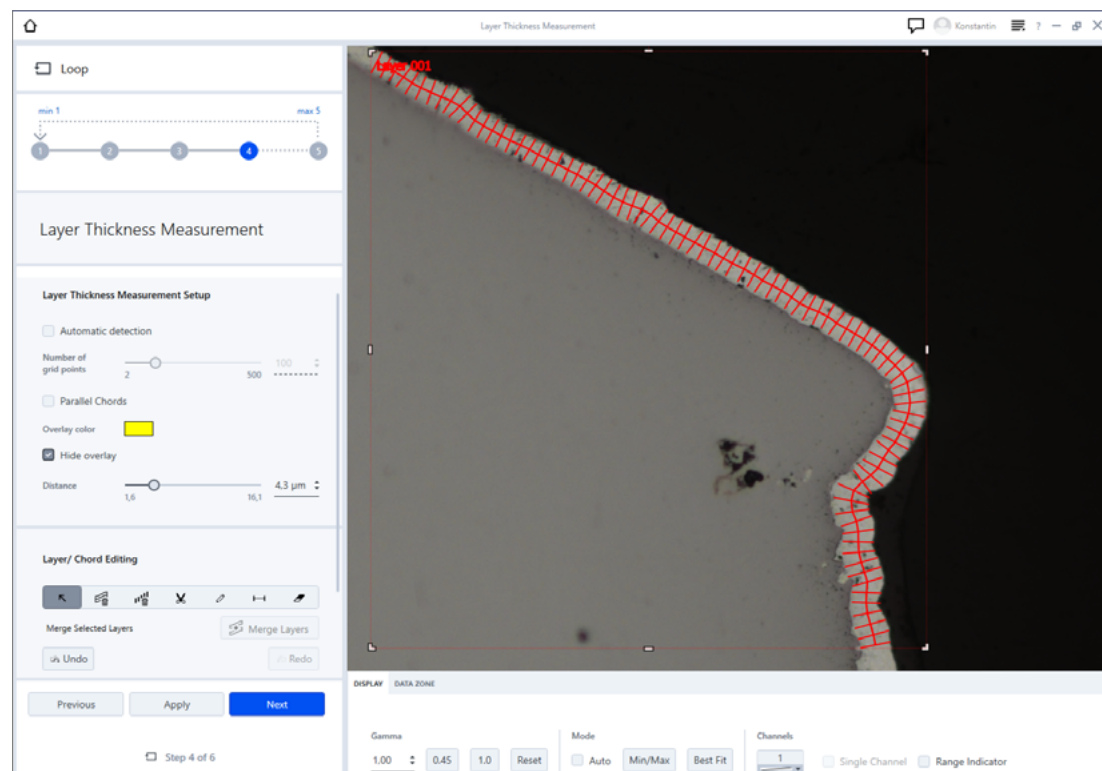 Layer Thickness Measurement
Konstantin
?
Loop
min 1
max 5
1
2
3
4
5
Layer Thickness Measurement
Layer Thickness Measurement Setup
Automatic detection
Number of
grid points
2
500
100
Parallel Chords
Overlay color
Hide overlay
Distance
1,6
16,1
4.3 µm
Layer/ Chord Editing
Merge Selected Layers
Merge Layers
Undo
Redo
Previous
Apply
Next
Step 4 of 6
Layer 001
DISPLAY
DATA ZONE
Gamma
1.00
0.45
1.0
Reset
Mode
Auto
Min/Max
Best Fit
Channels
1
Single Channel
Range Indicator